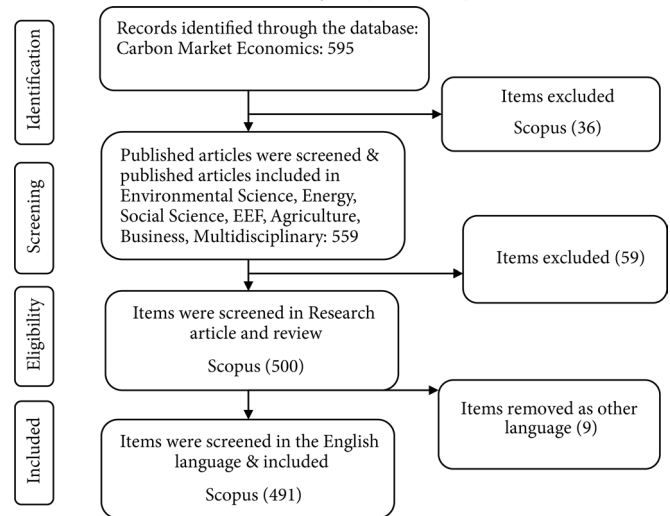 Identification
Records identified through the database:
Carbon Market Economics: 595
Items excluded
Scopus (36)
Screening
Published articles were screened &
published articles included in
Environmental Science, Energy,
Social Science, EEF, Agriculture,
Business, Multidisciplinary: 559
Items excluded (59)
Eligibility
Items were screened in Research
article and review
Scopus (500)
Items removed as other
language (9)
Included
Items were screened in the English
language & included
Scopus (491)